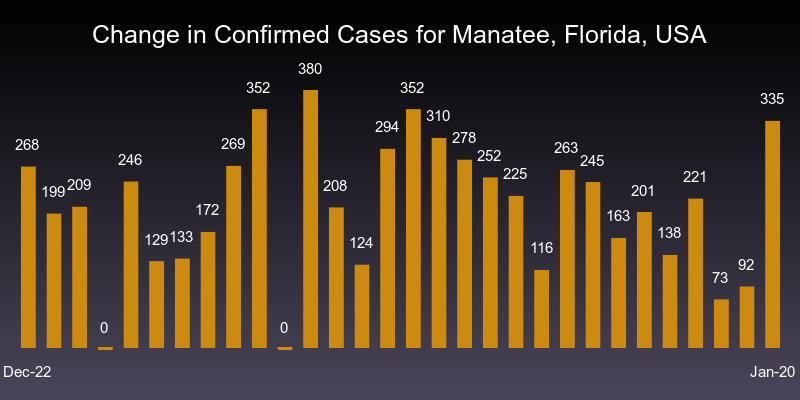 Change in Confirmed Cases for Manatee, Florida, USA
268 199 209 0 246 129 133 172 269 352 0 380 208 124 294 352 310 278 252 225 116 263 245 163 201 138 221 73 92 335
Dec-22 Jan-20